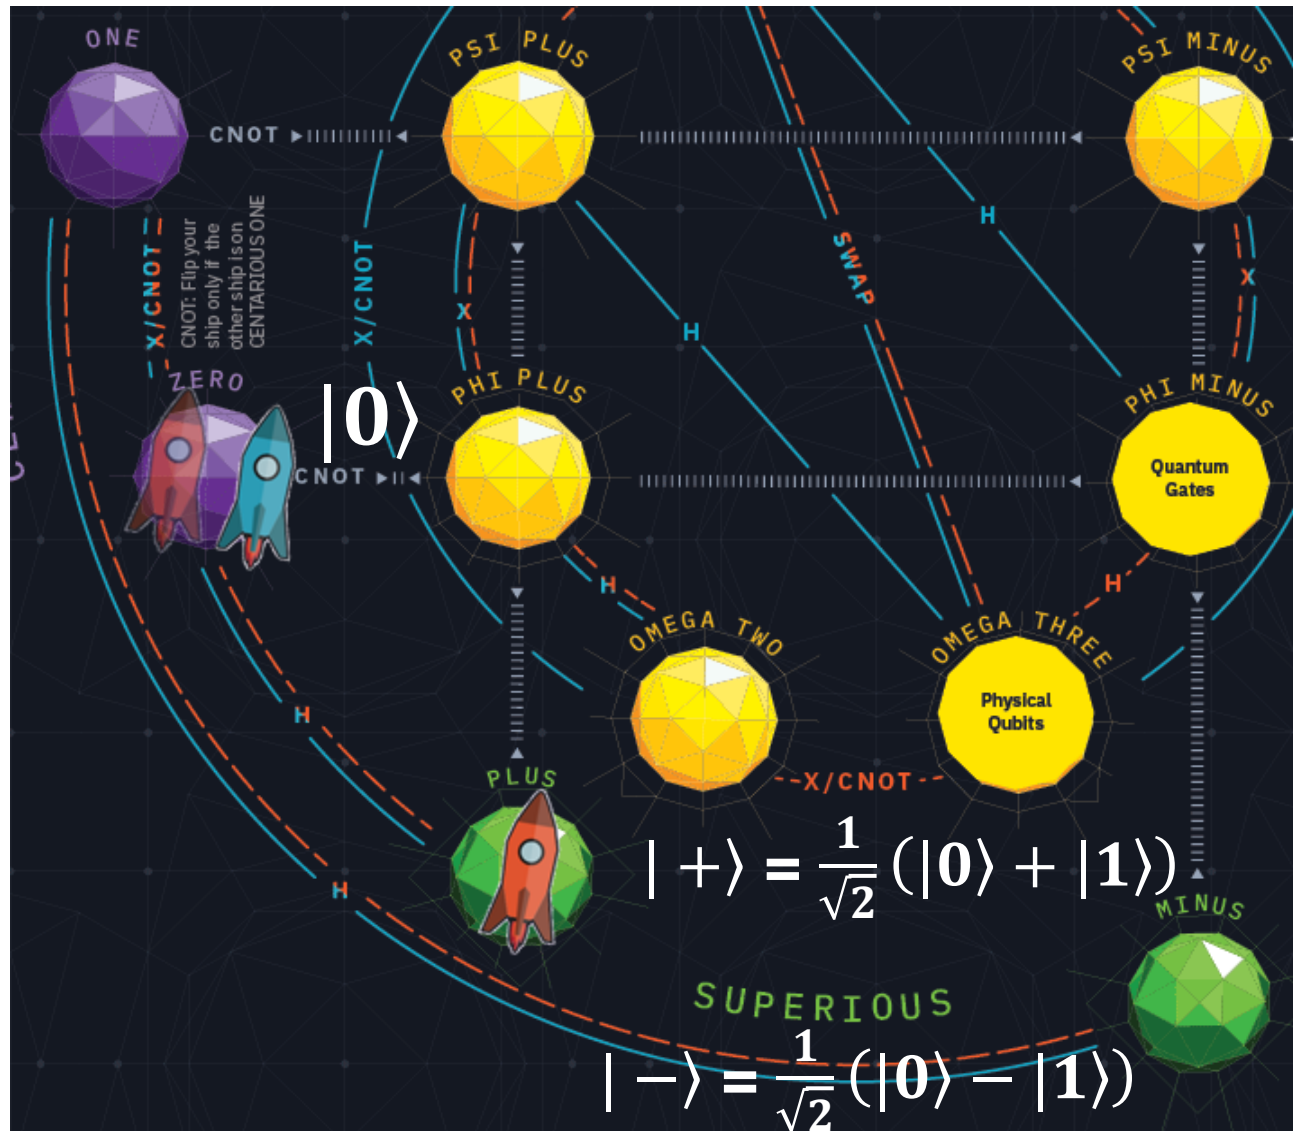 ONE
PSI PLUS
PSI MINUS
CNOT
H
X/CNOT
CNOT: Flip your
ship only if the
other ship is on
CENTARIOUS ONE
X/CNOT
SWAP
X
X
H
ZERO
|0⟩
PHI PLUS
PHI MINUS
CNOT
Quantum
Gates
H
H
OMEGA TWO
OMEGA THREE
Physical
Qubits
H
PLUS
X/CNOT
|+⟩ = 1/√2 (|0⟩ + |1⟩)
H
MINUS
SUPERIOUS
|−⟩ = 1/√2 (|0⟩ − |1⟩)